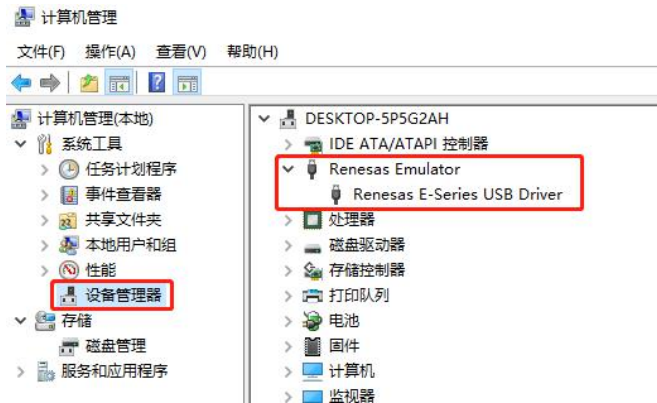 计算机管理
文件(F) 操作(A) 查看(V) 帮助(H)
计算机管理(本地)
系统工具
任务计划程序
事件查看器
共享文件夹
本地用户和组
性能
设备管理器
存储
磁盘管理
服务和应用程序
DESKTOP-5P5G2AH
IDE ATA/ATAPI 控制器
Renesas Emulator
Renesas E-Series USB Driver
处理器
磁盘驱动器
存储控制器
打印队列
电池
固件
计算机
监视器